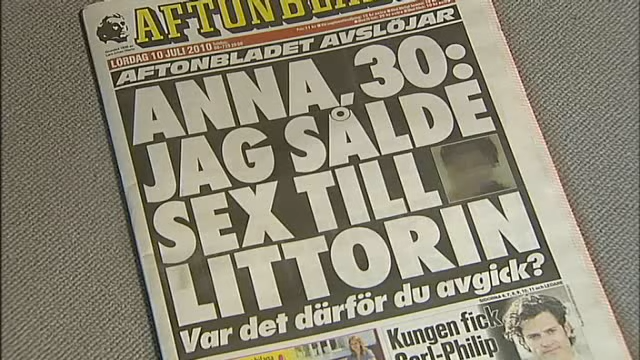 AFTONBLA
LÖRDAG 10 JULI 2010
AFTONBLADET AVSLÖJAR
ANNA, 30:
JAG SÅLDE
SEX TILL
LITTORIN
Var det därför du avgick?
Kungen fick
Carl-Philip